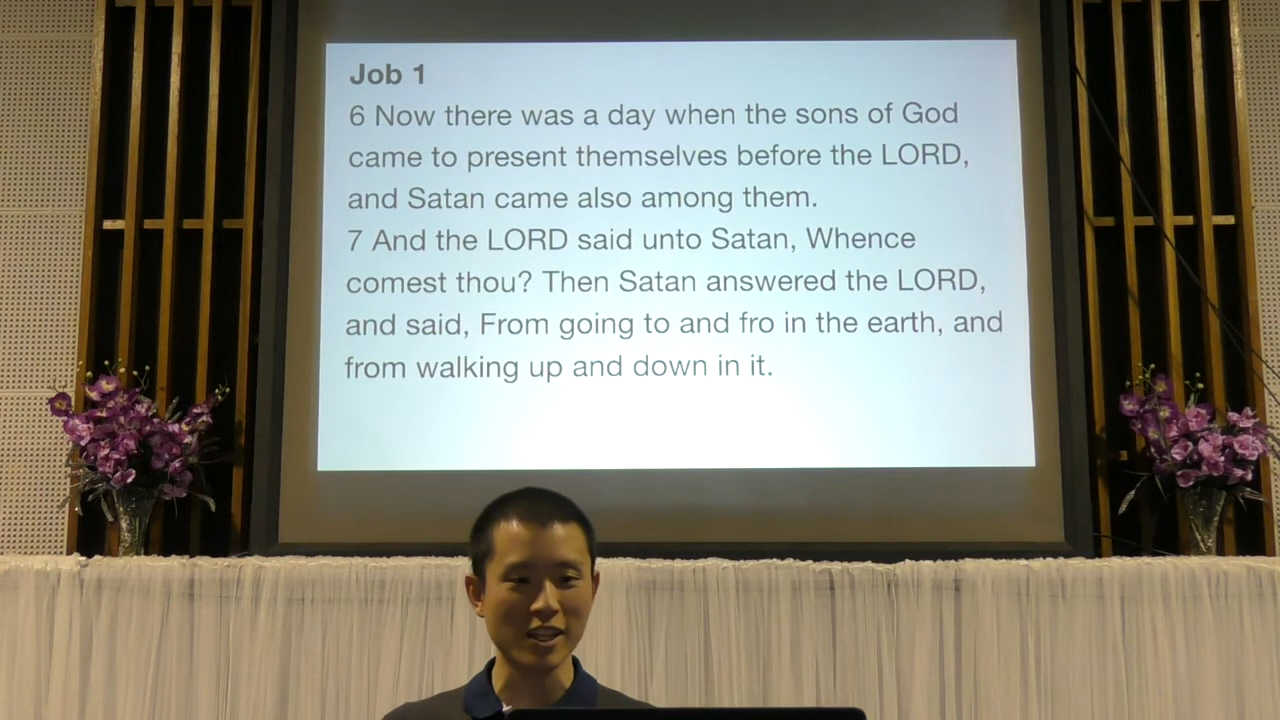 Job 1
6 Now there was a day when the sons of God
came to present themselves before the LORD,
and Satan came also among them.
7 And the LORD said unto Satan, Whence
comest thou? Then Satan answered the LORD,
and said, From going to and fro in the earth, and
from walking up and down in it.